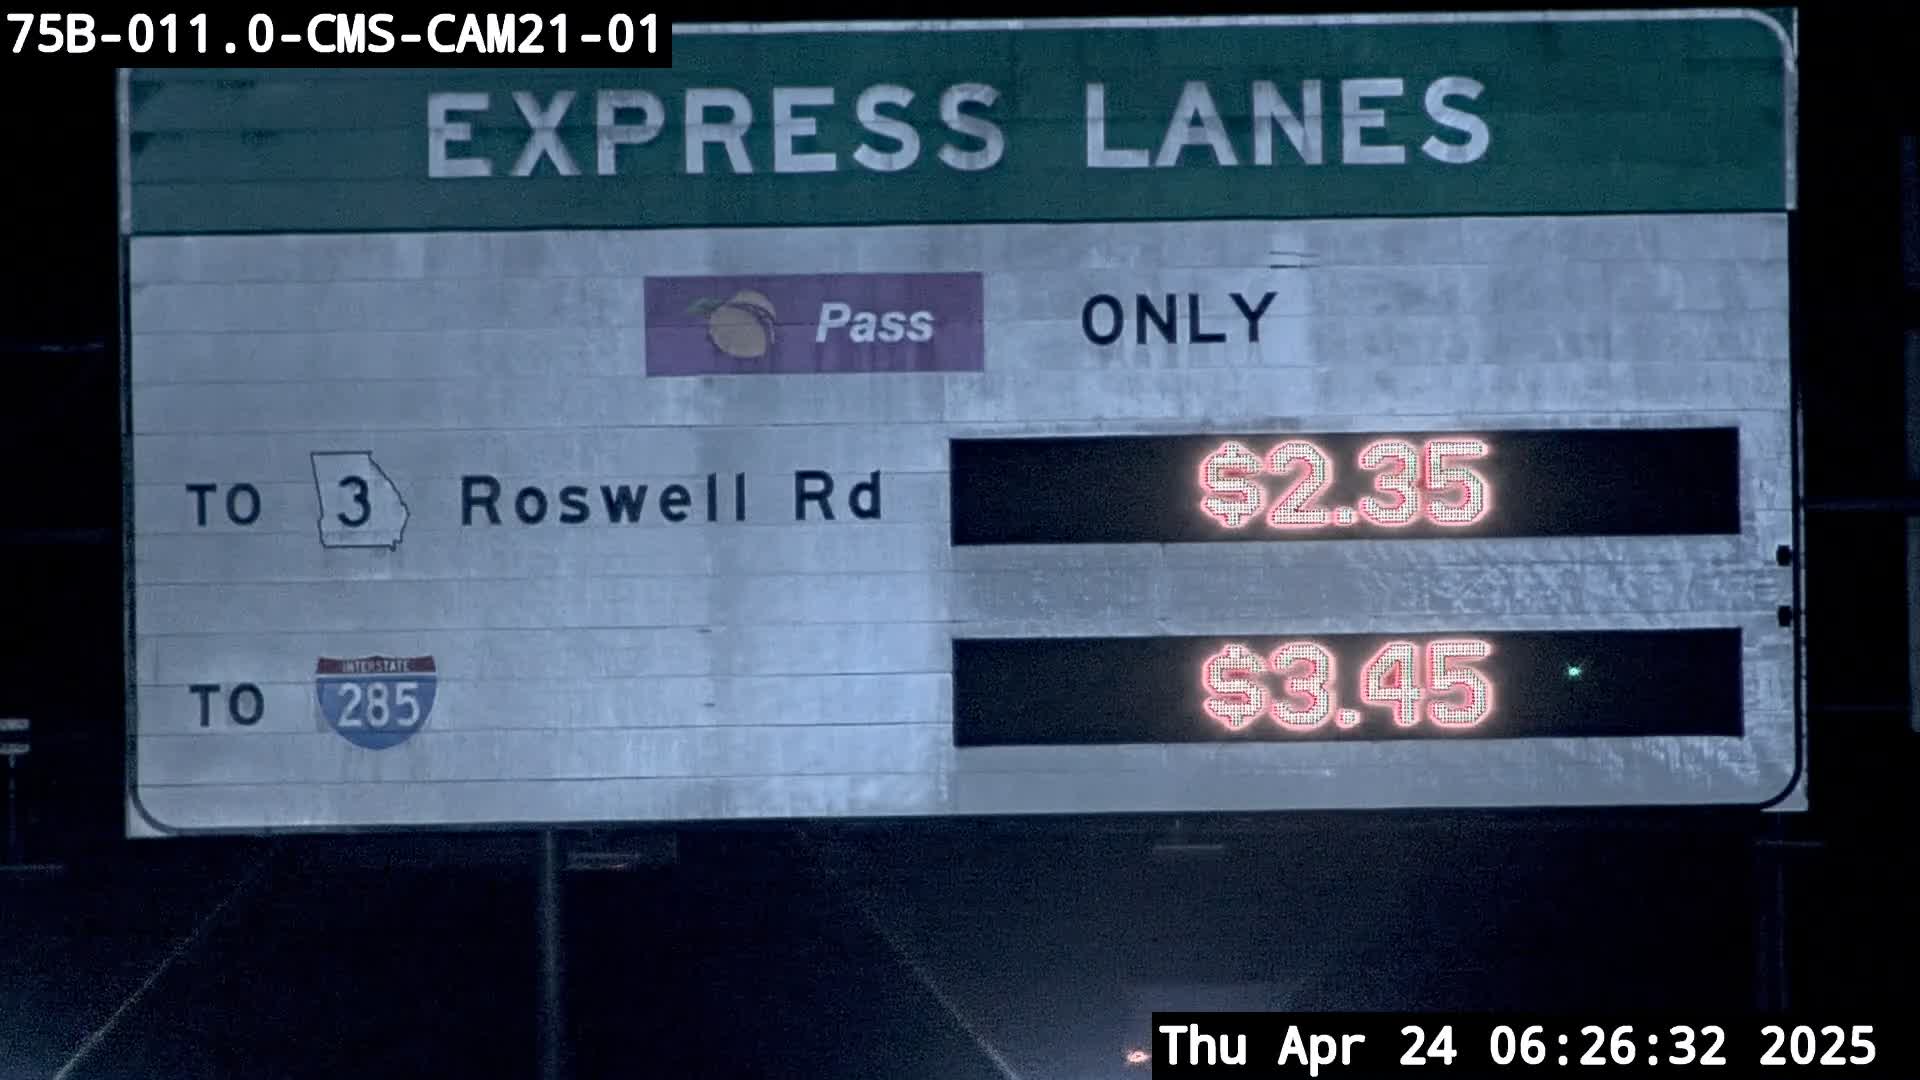 75B-011.0-CMS-CAM21-01
EXPRESS LANES
Pass ONLY
TO 3 Roswell Rd $2.35
INTERSTATE
TO 285 $3.45
Thu Apr 24 06:26:32 2025